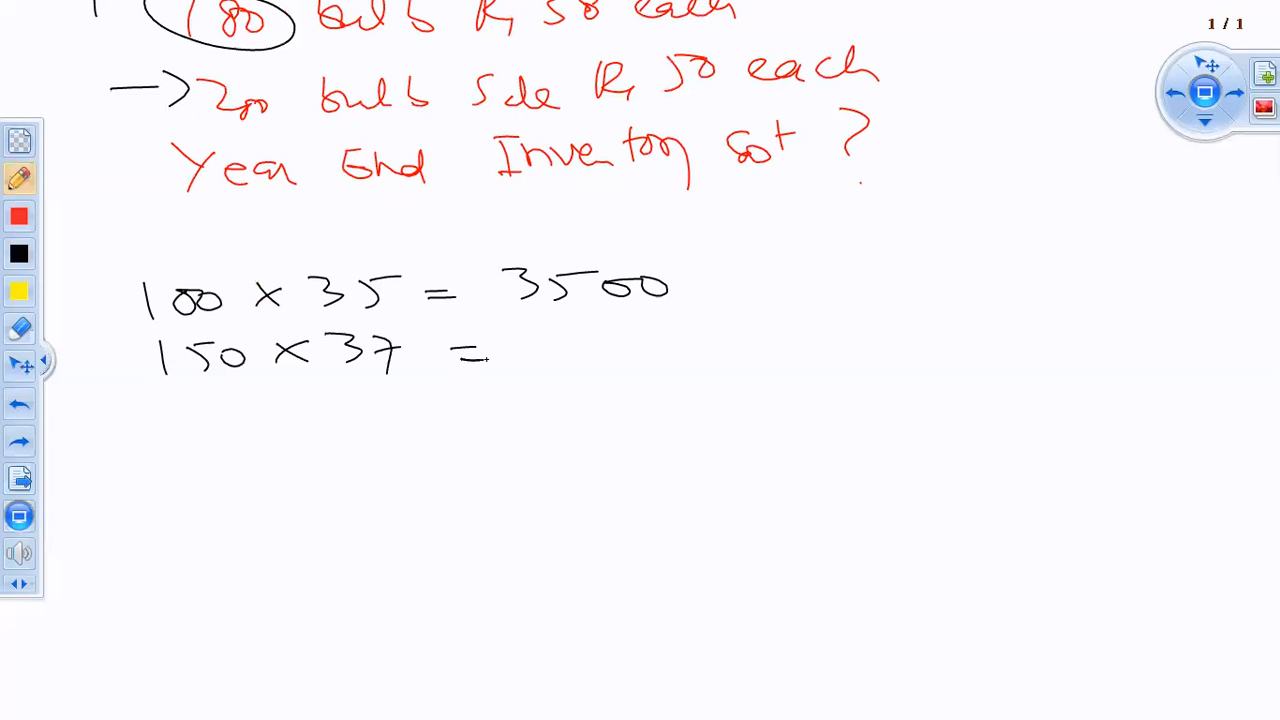 1 / 1
180 bulb Rs 50 each
→ 200 bulb Sale Rs 50 each
Year End Inventory cost ?
100 × 35 = 3500
150 × 37 =